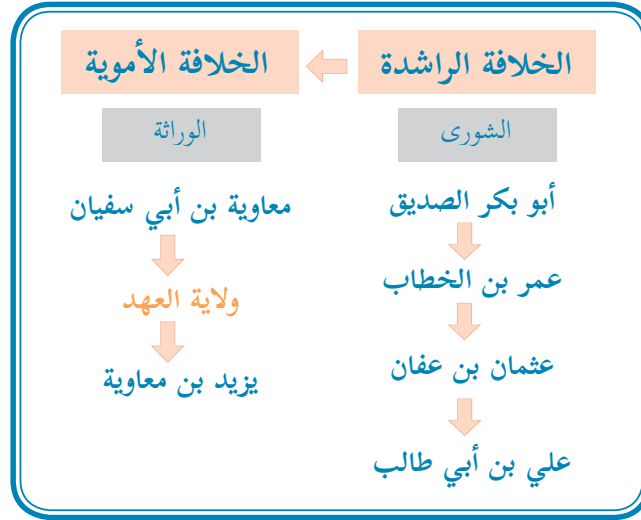 الخلافة الراشدة
الشورى
أبو بكر الصديق
عمر بن الخطاب
عثمان بن عفان
علي بن أبي طالب
الخلافة الأموية
الوراثة
معاوية بن أبي سفيان
ولاية العهد
يزيد بن معاوية